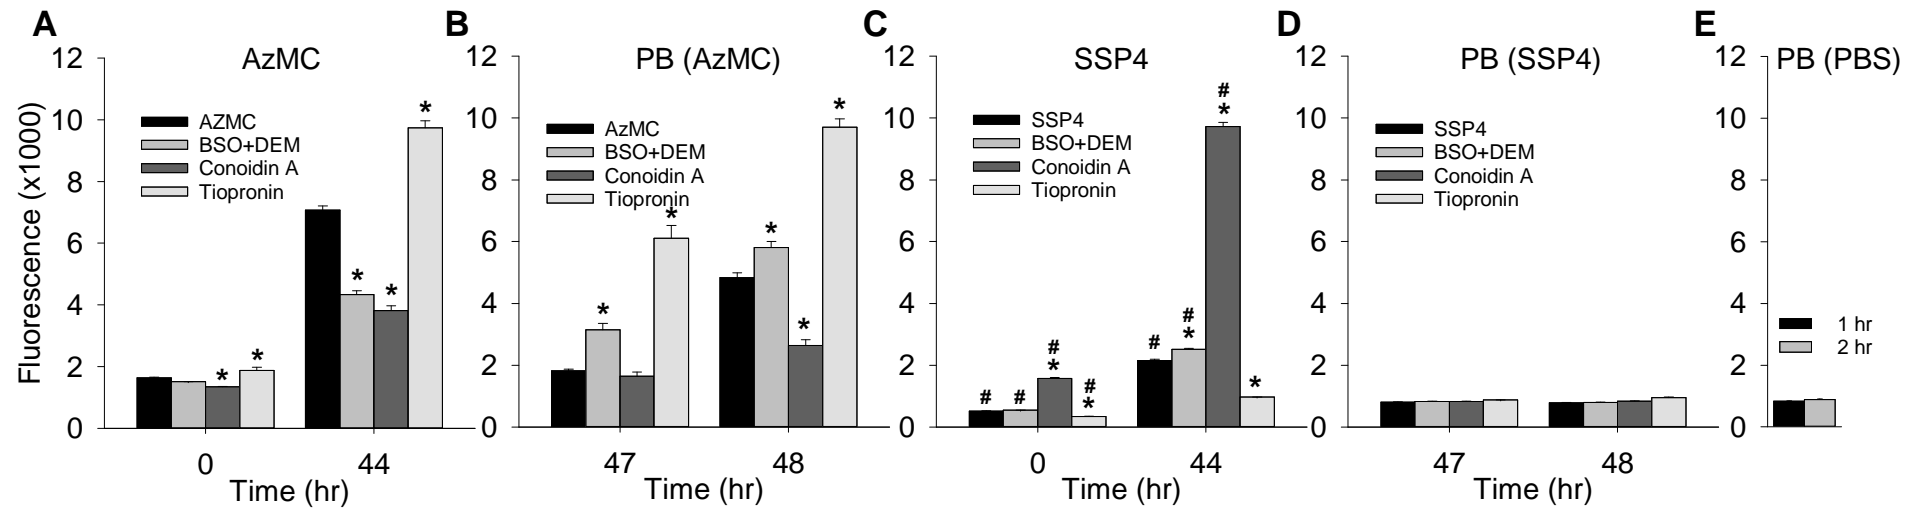 A
AzMC
Fluorescence (x1000)
12
10
8
6
4
2
0
AZMC
BSO+DEM
Conoidin A
Tiopronin
*
*
*
*
*
0
44
Time (hr)
B
PB (AzMC)
12
10
8
6
4
2
0
AzMC
BSO+DEM
Conoidin A
Tiopronin
*
*
*
*
*
47
48
Time (hr)
C
SSP4
12
10
8
6
4
2
0
SSP4
BSO+DEM
Conoidin A
Tiopronin
#
#
#
*
#
*
#
#
*
#
*
*
0
44
Time (hr)
D
PB (SSP4)
12
10
8
6
4
2
0
SSP4
BSO+DEM
Conoidin A
Tiopronin
47
48
Time (hr)
E
PB (PBS)
12
10
8
6
4
2
0
1 hr
2 hr